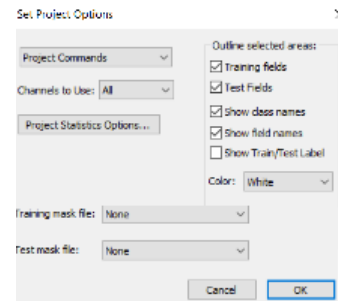 Set Project Options
Outline selected areas:
Project Commands
Training fields
Channels to Use: All
Test Fields
Show class names
Project Statistics Options...
Show field names
Show Train/Test Label
Color: White
Training mask file: None
Test mask file: None
Cancel OK